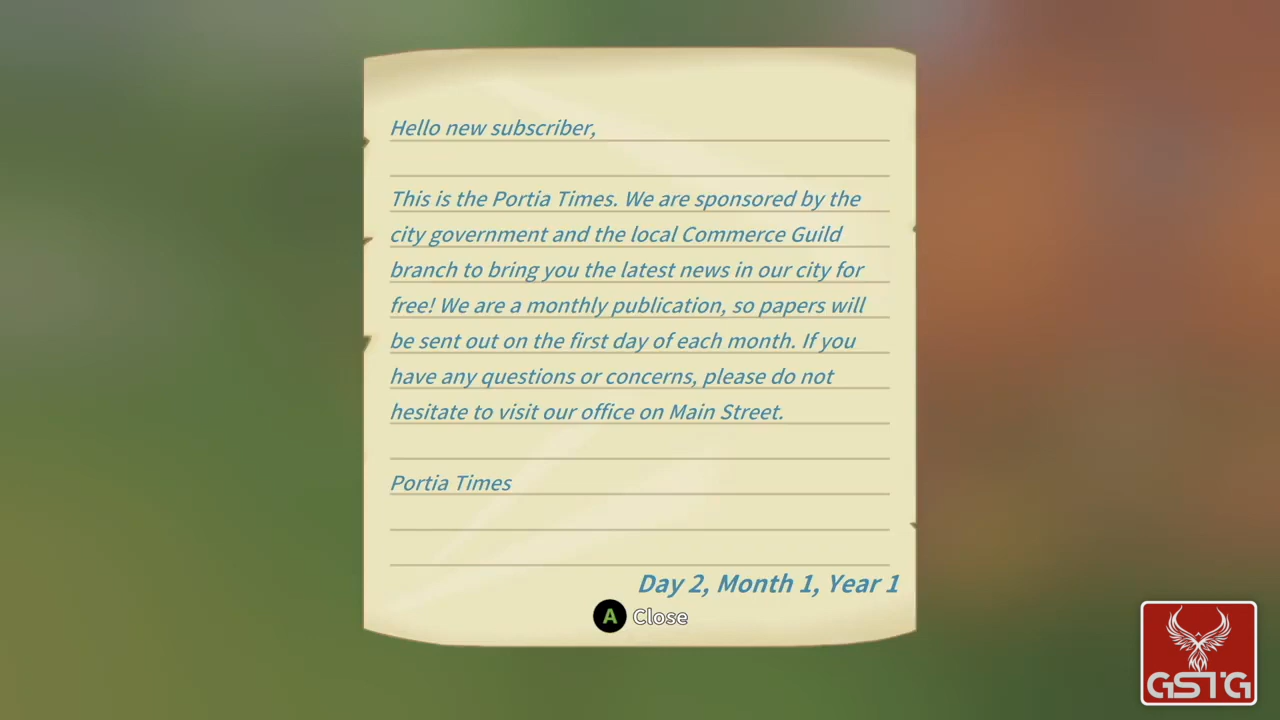 Hello new subscriber,
This is the Portia Times. We are sponsored by the
city government and the local Commerce Guild
branch to bring you the latest news in our city for
free! We are a monthly publication, so papers will
be sent out on the first day of each month. If you
have any questions or concerns, please do not
hesitate to visit our office on Main Street.
Portia Times
Day 2, Month 1, Year 1
A Close
GSTG